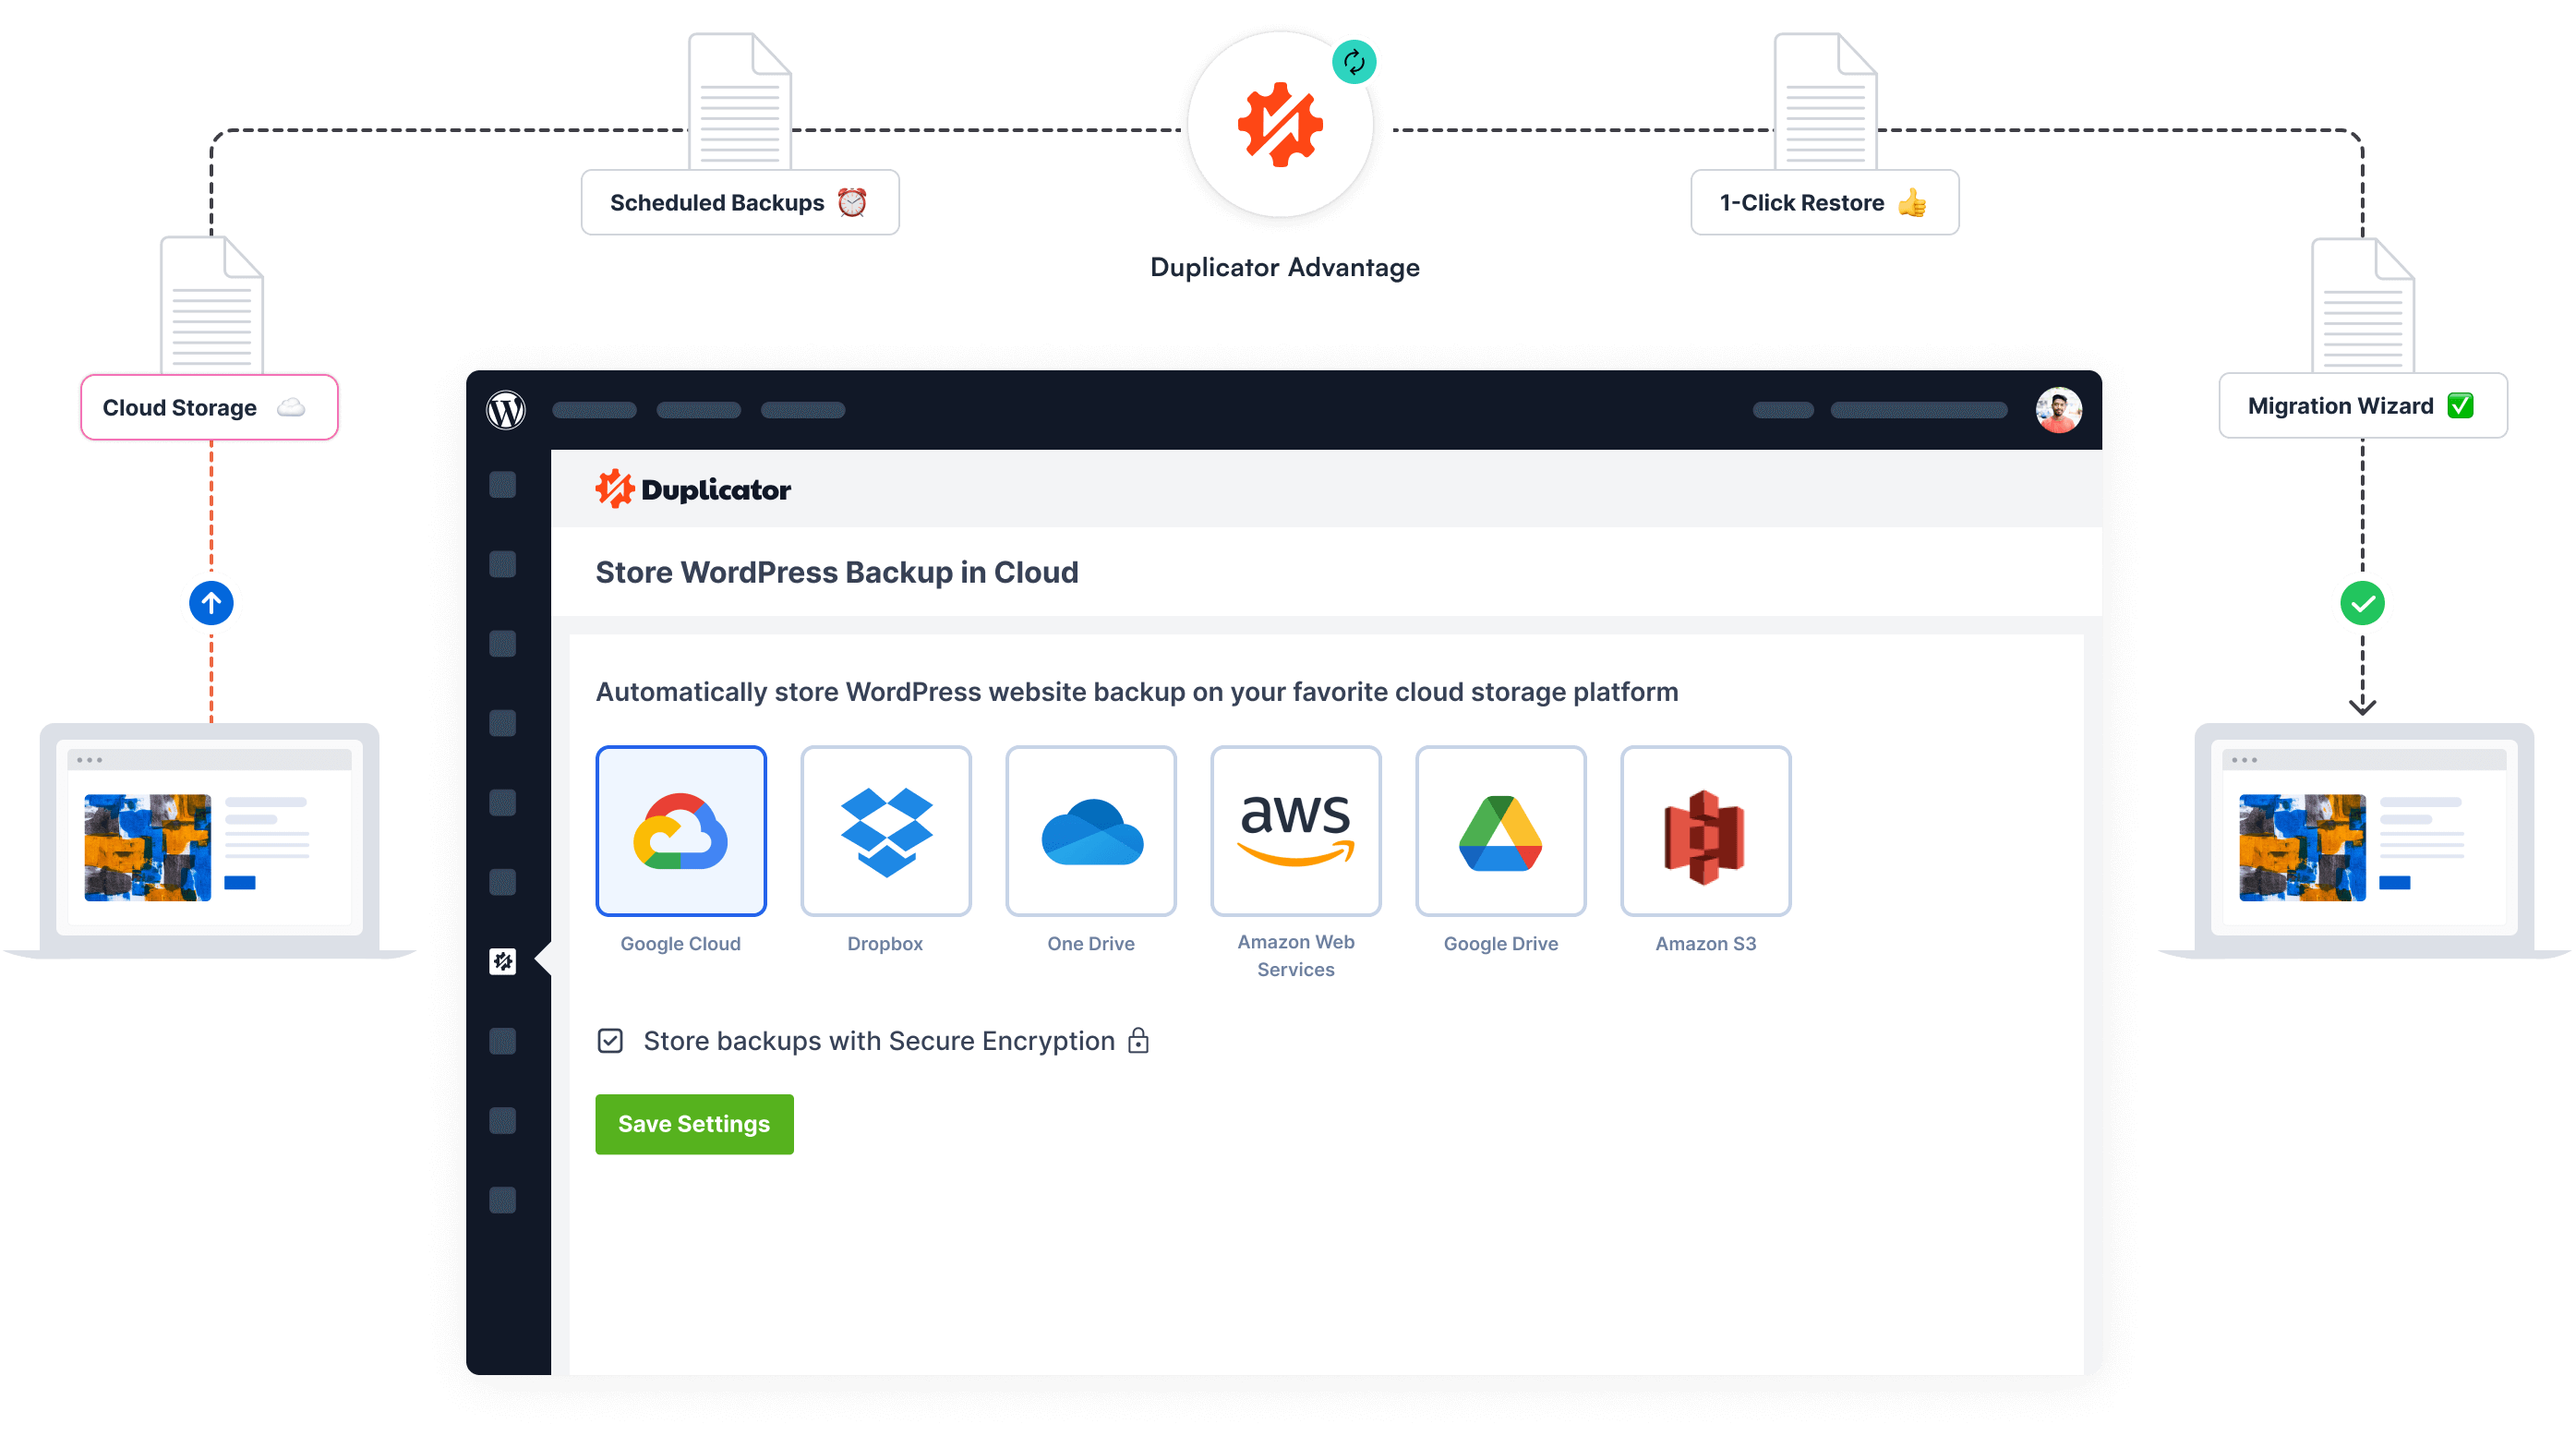 Scheduled Backups
1-Click Restore
Duplicator Advantage
Cloud Storage
Migration Wizard
Duplicator
Store WordPress Backup in Cloud
Automatically store WordPress website backup on your favorite cloud storage platform
aws
Google Cloud
Dropbox
One Drive
Amazon Web
Services
Google Drive
Amazon S3
Store backups with Secure Encryption
Save Settings